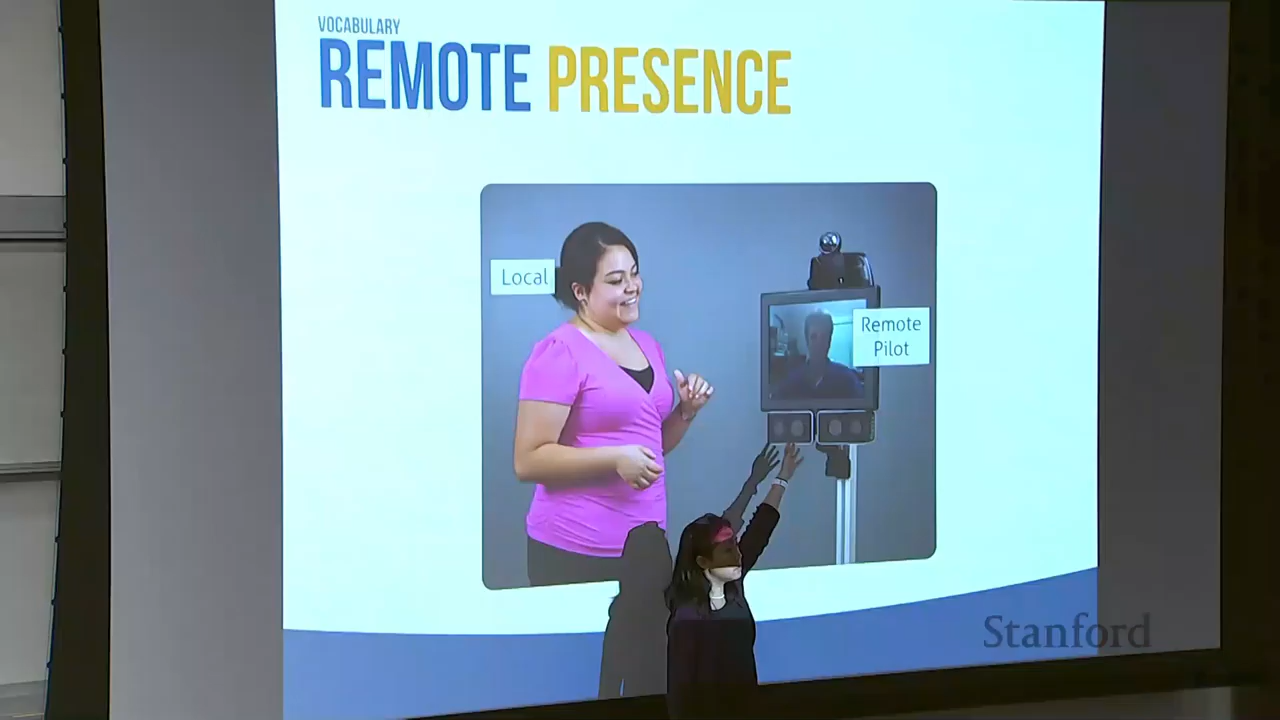 VOCABULARY
REMOTE PRESENCE
Local
Remote
Pilot
Stanford